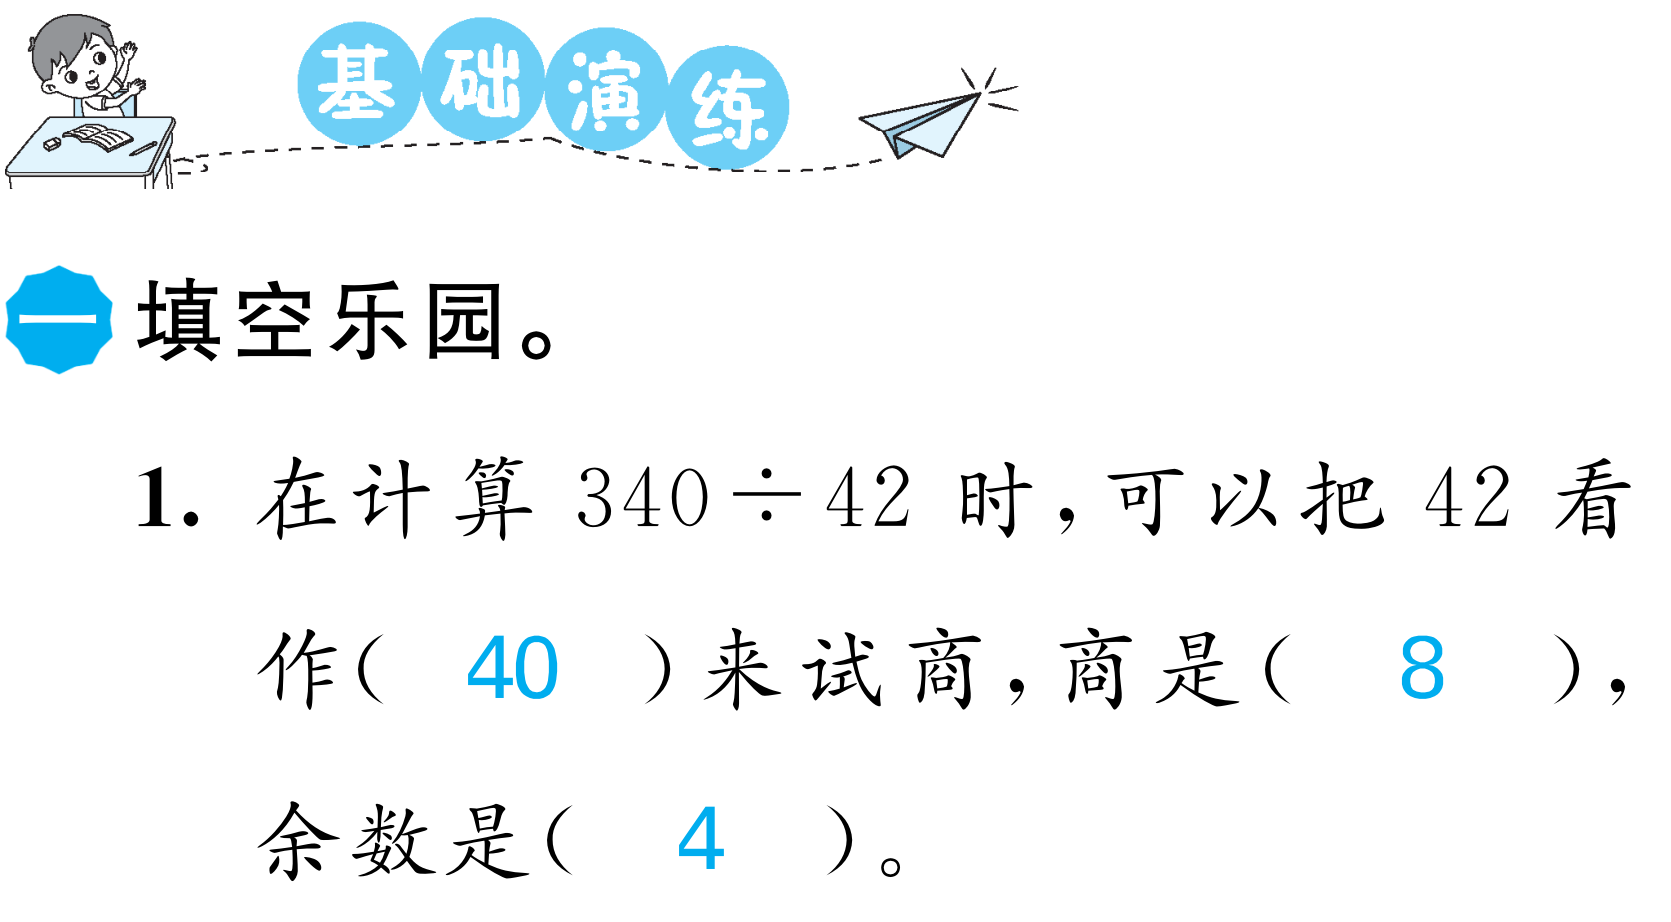 基础演练
一 填空乐园。
1. 在计算 340÷42 时,可以把 42 看
作( 40 )来试商,商是( 8 ),
余数是( 4 )。